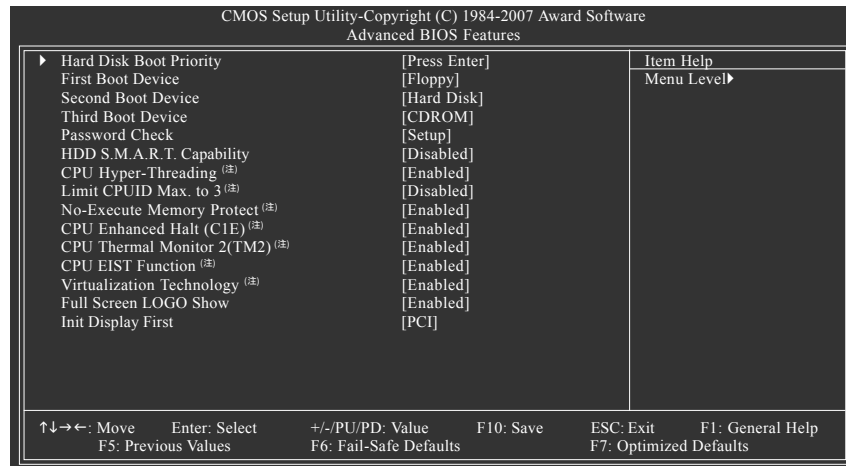 CMOS Setup Utility-Copyright (C) 1984-2007 Award Software
Advanced BIOS Features
Hard Disk Boot Priority [Press Enter] Item Help
First Boot Device [Floppy] Menu Level
Second Boot Device [Hard Disk]
Third Boot Device [CDROM]
Password Check [Setup]
HDD S.M.A.R.T. Capability [Disabled]
CPU Hyper-Threading (注) [Enabled]
Limit CPUID Max. to 3 (注) [Disabled]
No-Execute Memory Protect (注) [Enabled]
CPU Enhanced Halt (C1E) (注) [Enabled]
CPU Thermal Monitor 2(TM2) (注) [Enabled]
CPU EIST Function (注) [Enabled]
Virtualization Technology (注) [Enabled]
Full Screen LOGO Show [Enabled]
Init Display First [PCI]
↑↓→←: Move Enter: Select +/-/PU/PD: Value F10: Save ESC: Exit F1: General Help
F5: Previous Values F6: Fail-Safe Defaults F7: Optimized Defaults